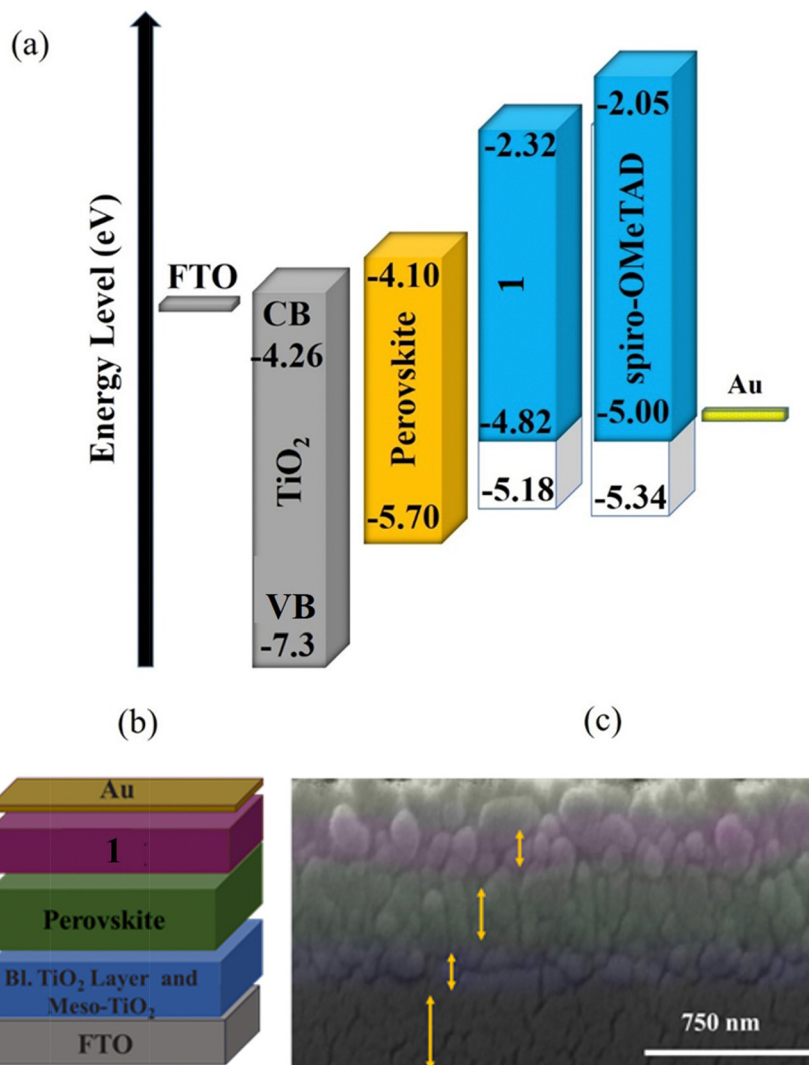 (a)
Energy Level (eV)
FTO
CB
-4.26
TiO₂
VB
-7.3
-4.10
Perovskite
-5.70
-2.32
1
-4.82
-5.18
-2.05
spiro-OMeTAD
-5.00
-5.34
Au
(b)
Au
1
Perovskite
Bl. TiO₂ Layer and
Meso-TiO₂
FTO
(c)
750 nm